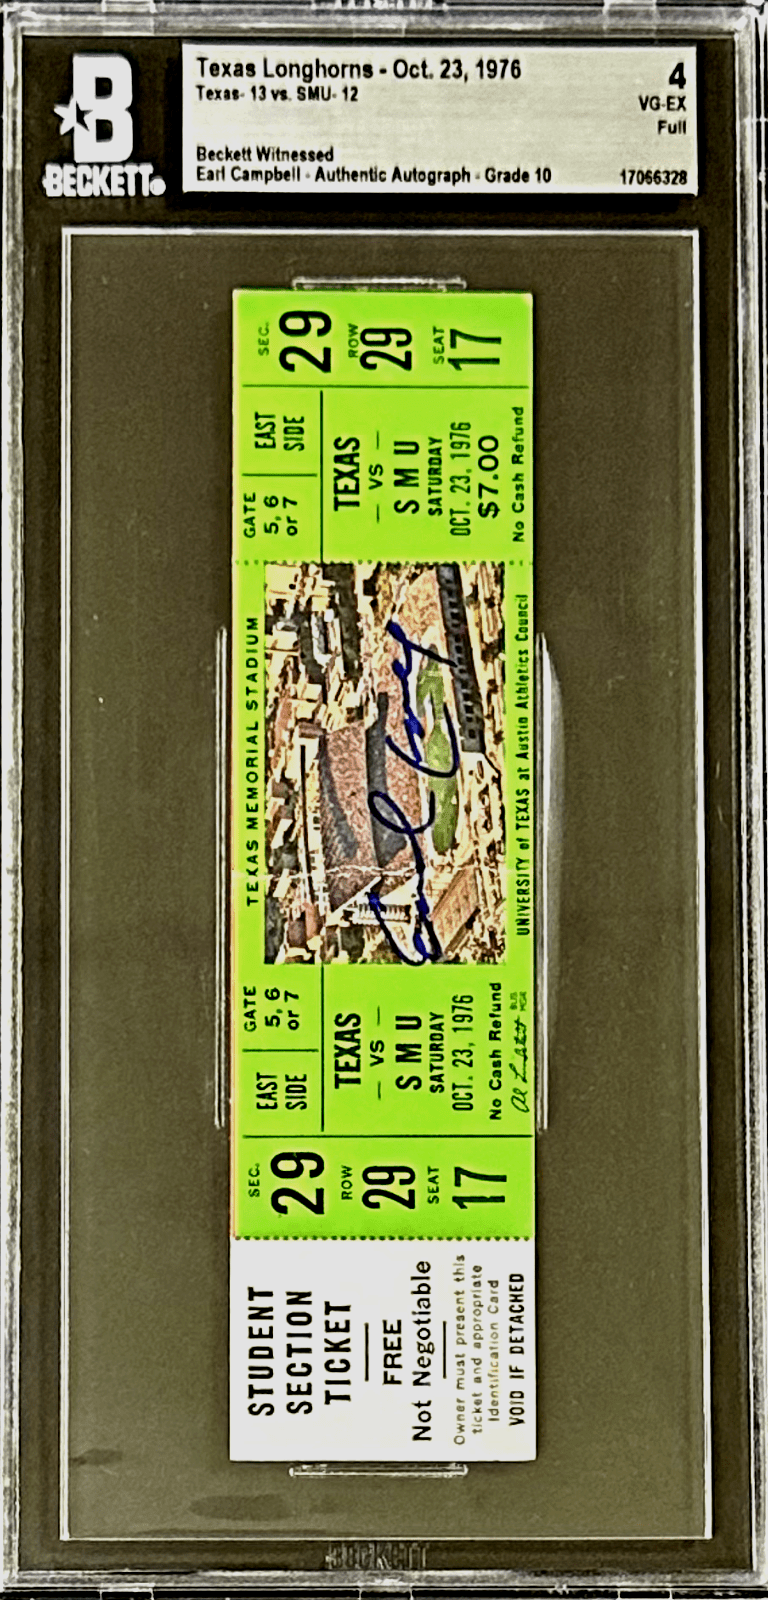 BECKETT
Texas Longhorns - Oct. 23, 1976
Texas- 13 vs. SMU- 12
4
VG-EX
Full
Beckett Witnessed
Earl Campbell - Authentic Autograph - Grade 10
17066328
SEC. 29
ROW 29
SEAT 17
GATE 5, 6 or 7
EAST SIDE
TEXAS
- VS -
SMU
SATURDAY
OCT. 23, 1976
$7.00
No Cash Refund
TEXAS MEMORIAL STADIUM
Earl Campbell
UNIVERSITY of TEXAS at Austin Athletics Council
GATE 5, 6 or 7
EAST SIDE
TEXAS
- VS -
SMU
SATURDAY
OCT. 23, 1976
No Cash Refund
BUS. MGR.
SEC. 29
ROW 29
SEAT 17
STUDENT
SECTION
TICKET
FREE
Not Negotiable
Owner must present this
ticket and appropriate
Identification Card
VOID IF DETACHED
BECKETT